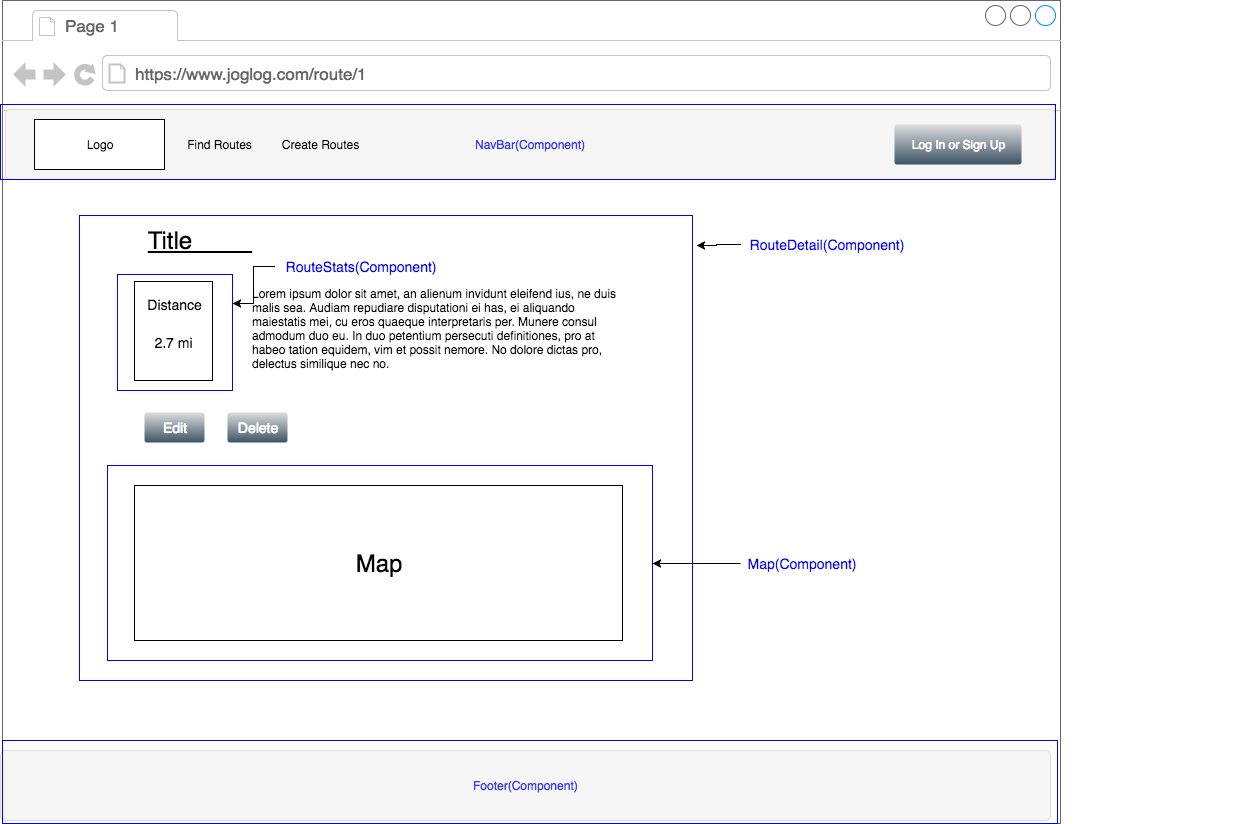 Page 1
https://www.joglog.com/route/1
Logo
Find Routes
Create Routes
NavBar(Component)
Log In or Sign Up
Title
RouteDetail(Component)
RouteStats(Component)
Distance
2.7 mi
Lorem ipsum dolor sit amet, an alienum invidunt eleifend ius, ne duis
malis sea. Audiam repudiare disputationi ei has, ei aliquando
maiestatis mei, cu eros quaeque interpretaris per. Munere consul
admodum duo eu. In duo petentium persecuti definitiones, pro at
habeo tation equidem, vim et possit nemore. No dolore dictas pro,
delectus similique nec no.
Edit
Delete
Map
Map(Component)
Footer(Component)